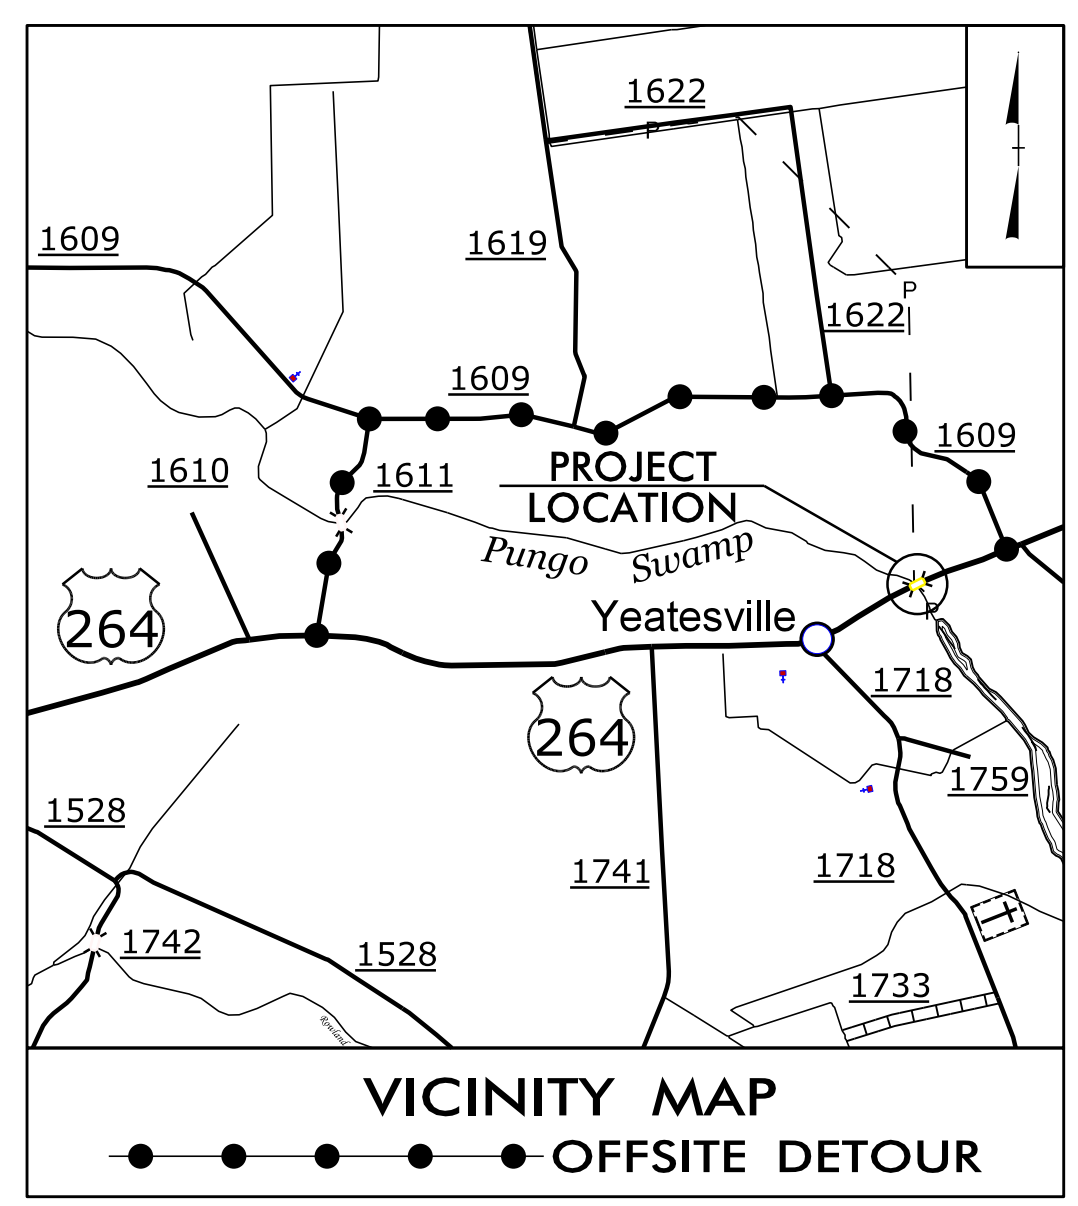 1622
P
1609
1619
P
1622
1609
1609
PROJECT
LOCATION
1610
1611
Pungo Swamp
264
Yeatesville
P
1718
264
1759
1528
1741
1718
1742
1528
1733
Rowland
VICINITY MAP
OFFSITE DETOUR